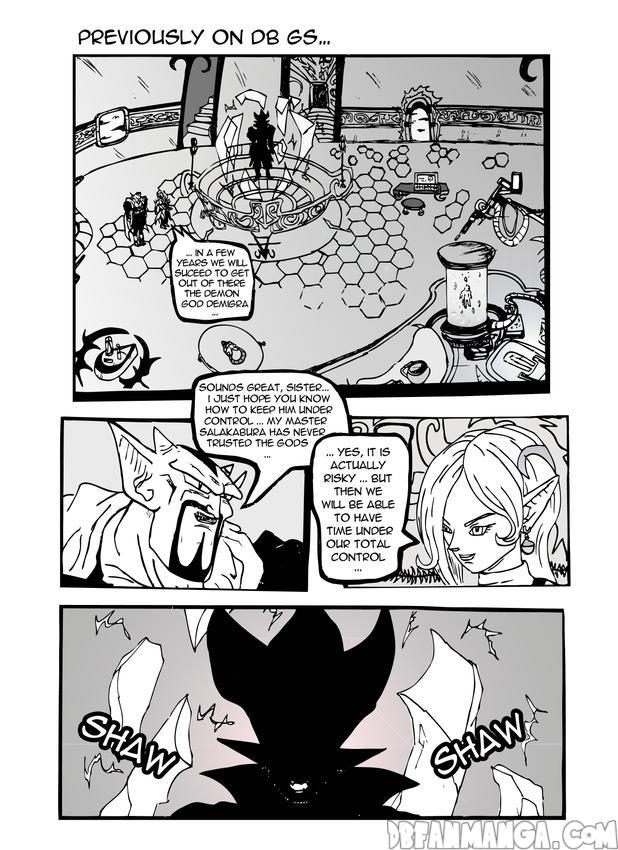 PREVIOUSLY ON DB GS...
... IN A FEW
YEARS WE WILL
SUCEED TO GET
OUT OF THERE
THE DEMON
GOD DEMIGRA
...
SOUNDS GREAT, SISTER...
I JUST HOPE YOU KNOW
HOW TO KEEP HIM UNDER
CONTROL ... MY MASTER
SALAKABURA HAS NEVER
TRUSTED THE GODS
...
... YES, IT IS
ACTUALLY
RISKY ... BUT
THEN WE
WILL BE ABLE
TO HAVE
TIME UNDER
OUR TOTAL
CONTROL
...
SHAW
SHAW
DBFANMANGA.COM